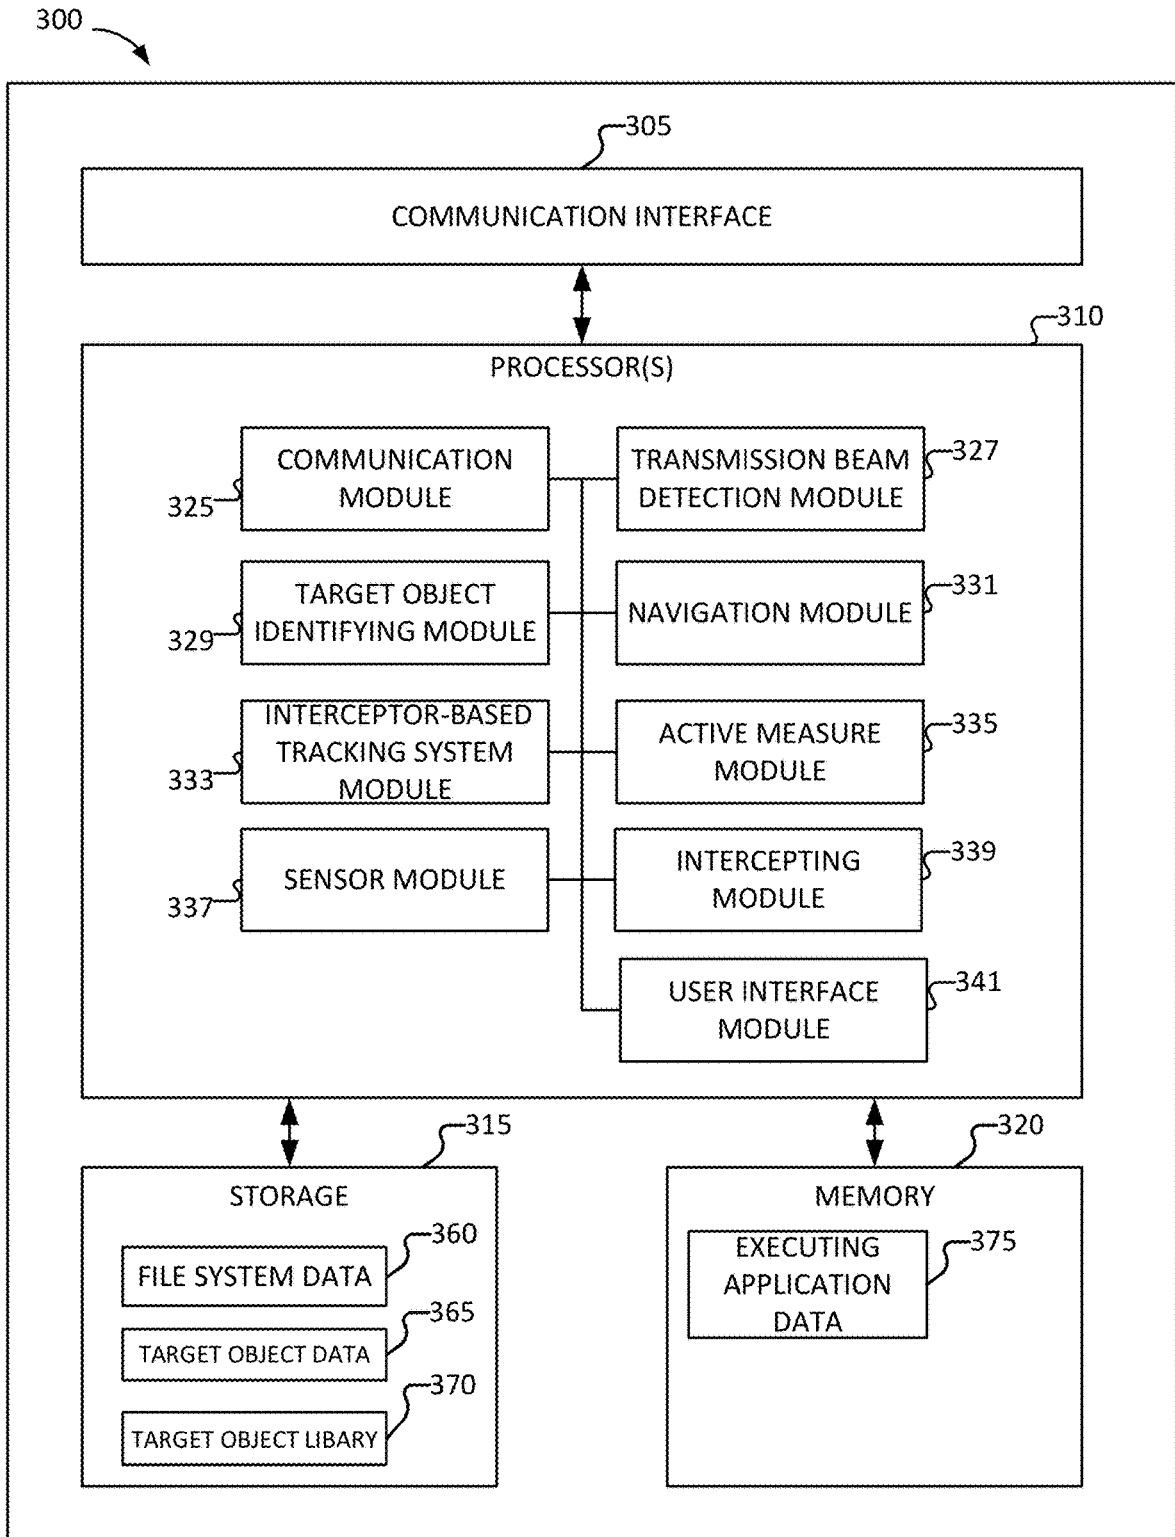 300
305
COMMUNICATION INTERFACE
310
PROCESSOR(S)
COMMUNICATION
MODULE
325
TRANSMISSION BEAM
DETECTION MODULE
327
TARGET OBJECT
IDENTIFYING MODULE
329
NAVIGATION MODULE
331
INTERCEPTOR-BASED
TRACKING SYSTEM
MODULE
333
ACTIVE MEASURE
MODULE
335
SENSOR MODULE
337
INTERCEPTING
MODULE
339
USER INTERFACE
MODULE
341
315
STORAGE
360
FILE SYSTEM DATA
365
TARGET OBJECT DATA
370
TARGET OBJECT LIBARY
320
MEMORY
EXECUTING
APPLICATION
DATA
375